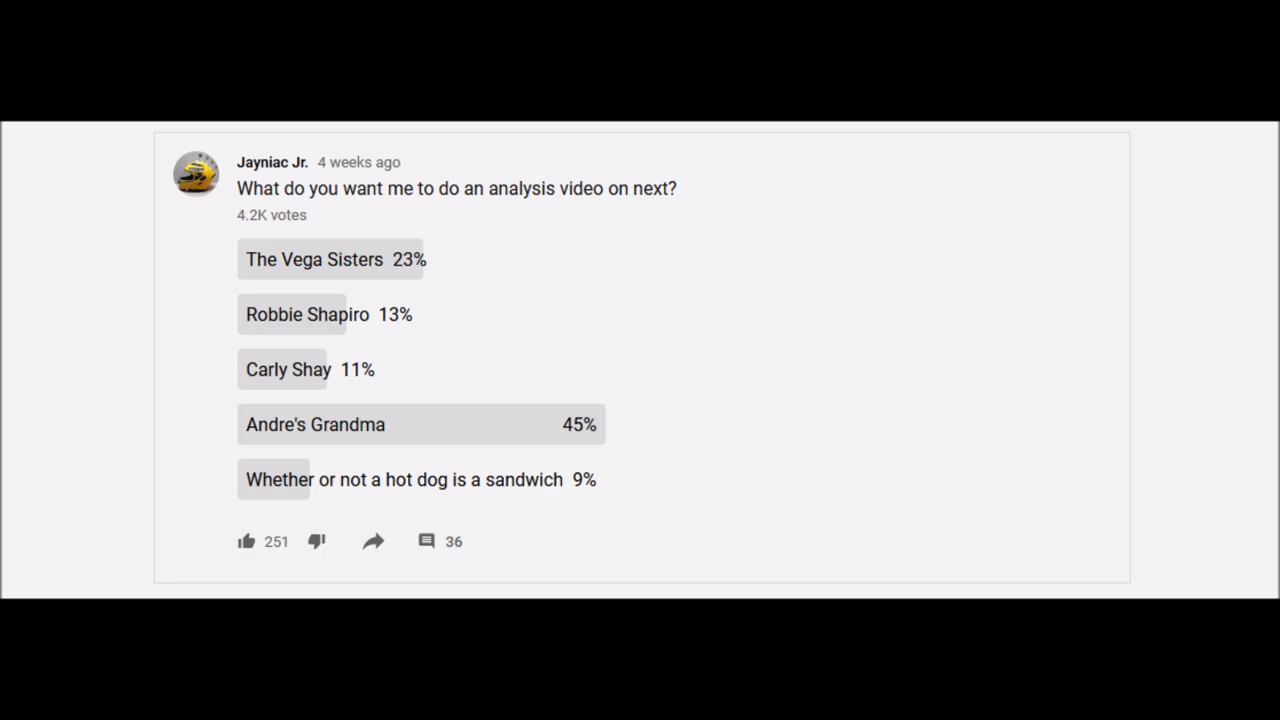 Jayniac Jr. 4 weeks ago
What do you want me to do an analysis video on next?
4.2K votes
The Vega Sisters 23%
Robbie Shapiro 13%
Carly Shay 11%
Andre's Grandma 45%
Whether or not a hot dog is a sandwich 9%
251 36